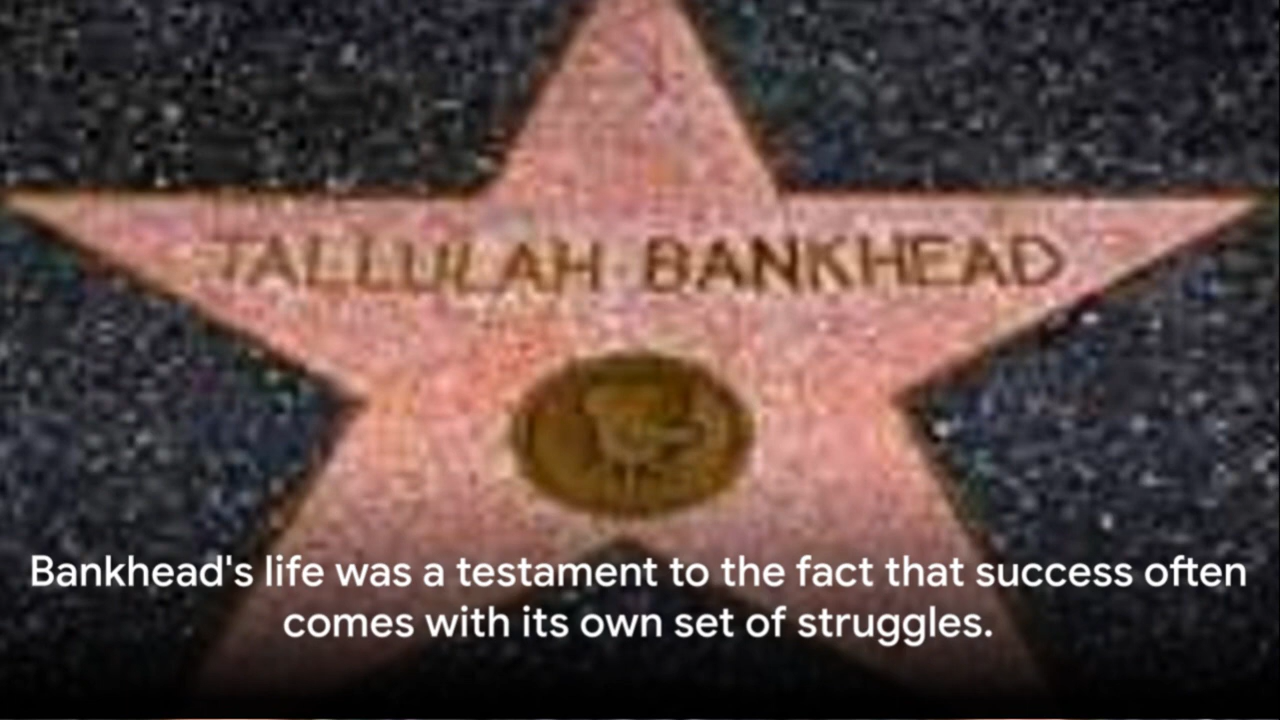 TALLULAH BANKHEAD
Bankhead's life was a testament to the fact that success often
comes with its own set of struggles.